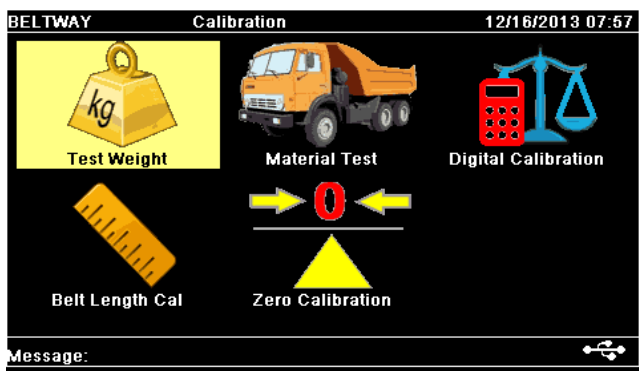 BELTWAY Calibration 12/16/2013 07:57
kg
Test Weight Material Test Digital Calibration
0
Belt Length Cal Zero Calibration
Message: